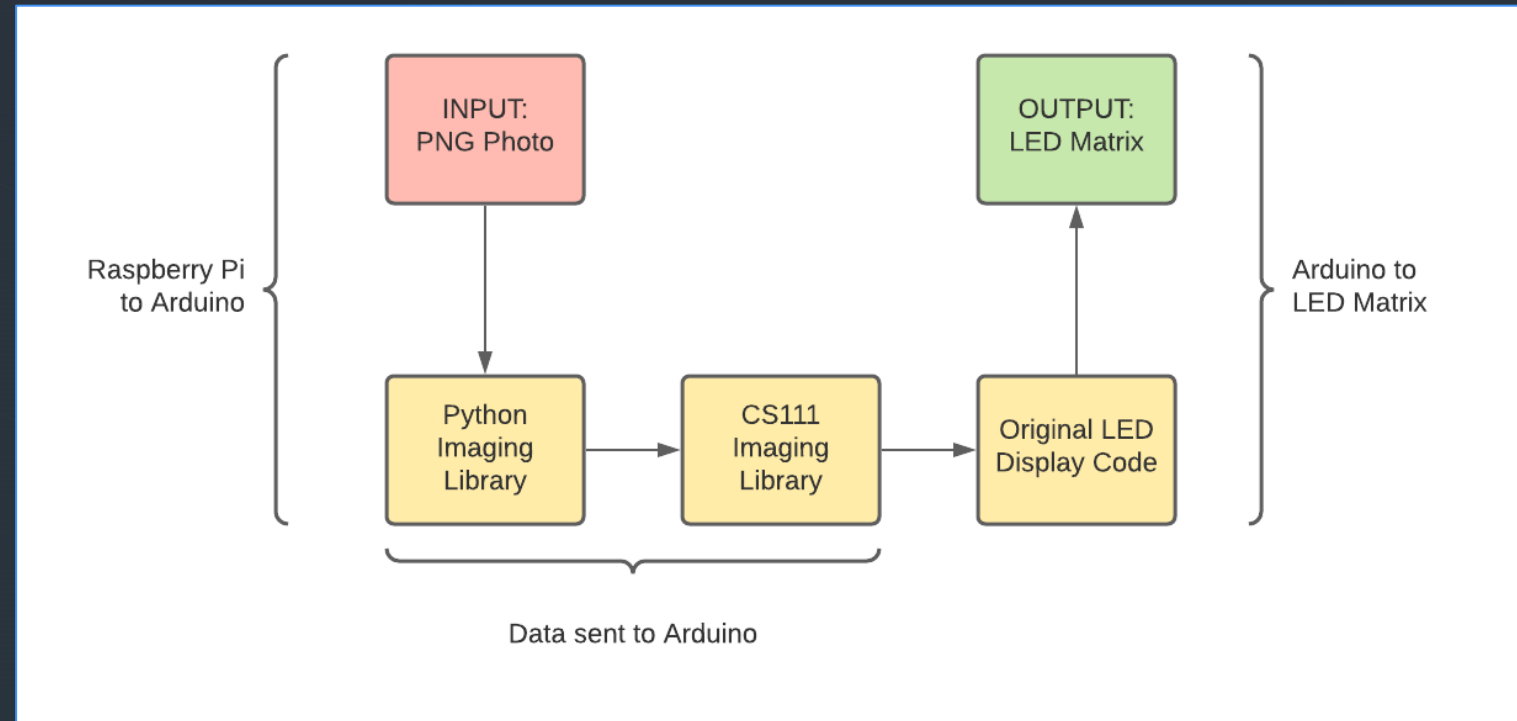 INPUT:
PNG Photo
OUTPUT:
LED Matrix
Raspberry Pi
to Arduino
Arduino to
LED Matrix
Python
Imaging
Library
CS111
Imaging
Library
Original LED
Display Code
Data sent to Arduino